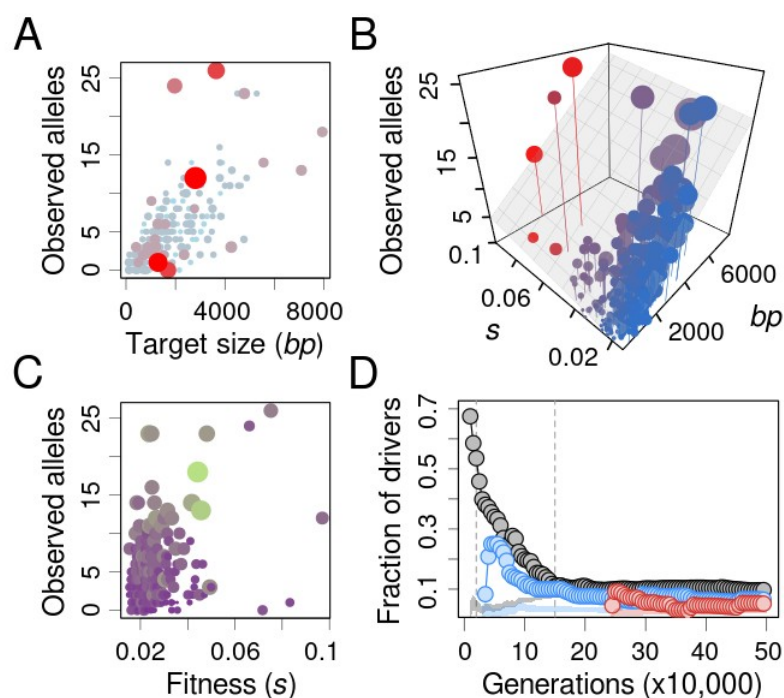 A
Observed alleles
25
15
5
0
0
4000
8000
Target size (bp)
B
Observed alleles
25
15
5
0.1
0.06
0.02
s
2000
6000
bp
C
Observed alleles
25
15
5
0
0.02
0.06
0.1
Fitness (s)
D
Fraction of drivers
0.7
0.5
0.3
0.1
0
10
20
30
40
50
Generations (x10,000)